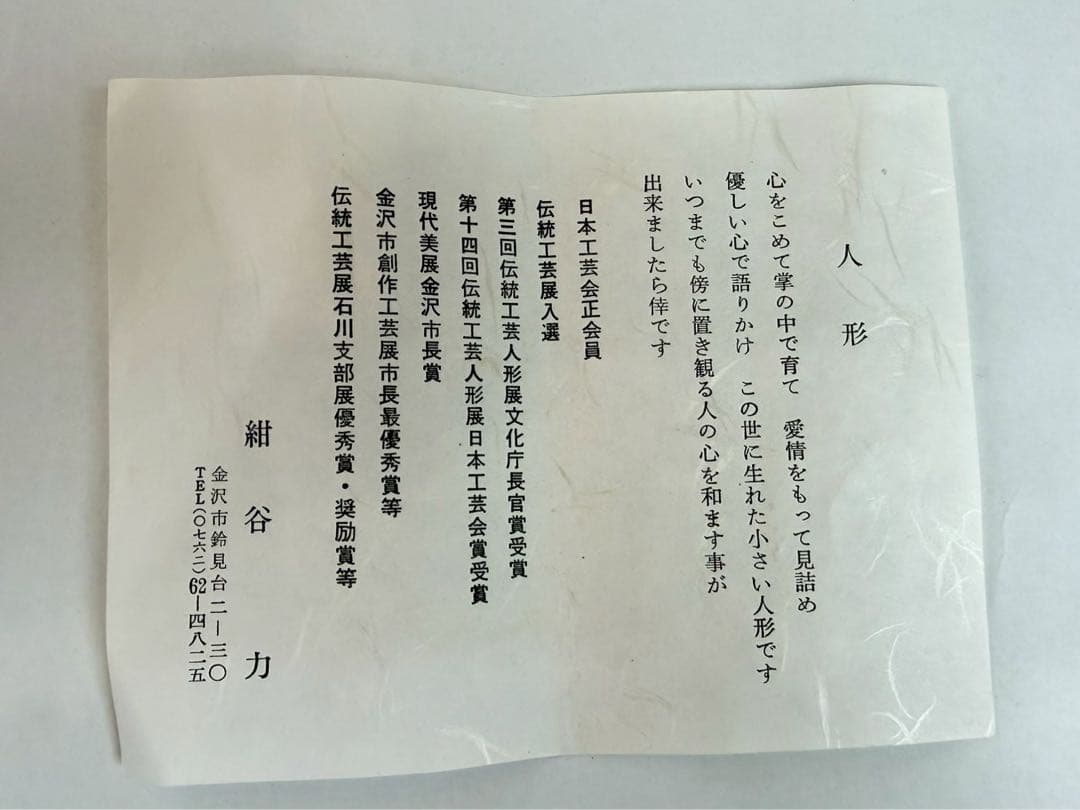 人形
心をこめて掌の中で育て　愛情をもって見詰め
優しい心で語りかけ　この世に生れた小さい人形です
いつまでも傍に置き観る人の心を和ます事が
出来ましたら倖です
日本工芸会正会員
伝統工芸展入選
第三回伝統工芸人形展文化庁長官賞受賞
第十四回伝統工芸人形展日本工芸会賞受賞
現代美展金沢市長賞
金沢市創作工芸展市長最優秀賞等
伝統工芸展石川支部展優秀賞・奨励賞等
紺谷力
金沢市鈴見台二―三〇
TEL(〇七六二)62―四八二五